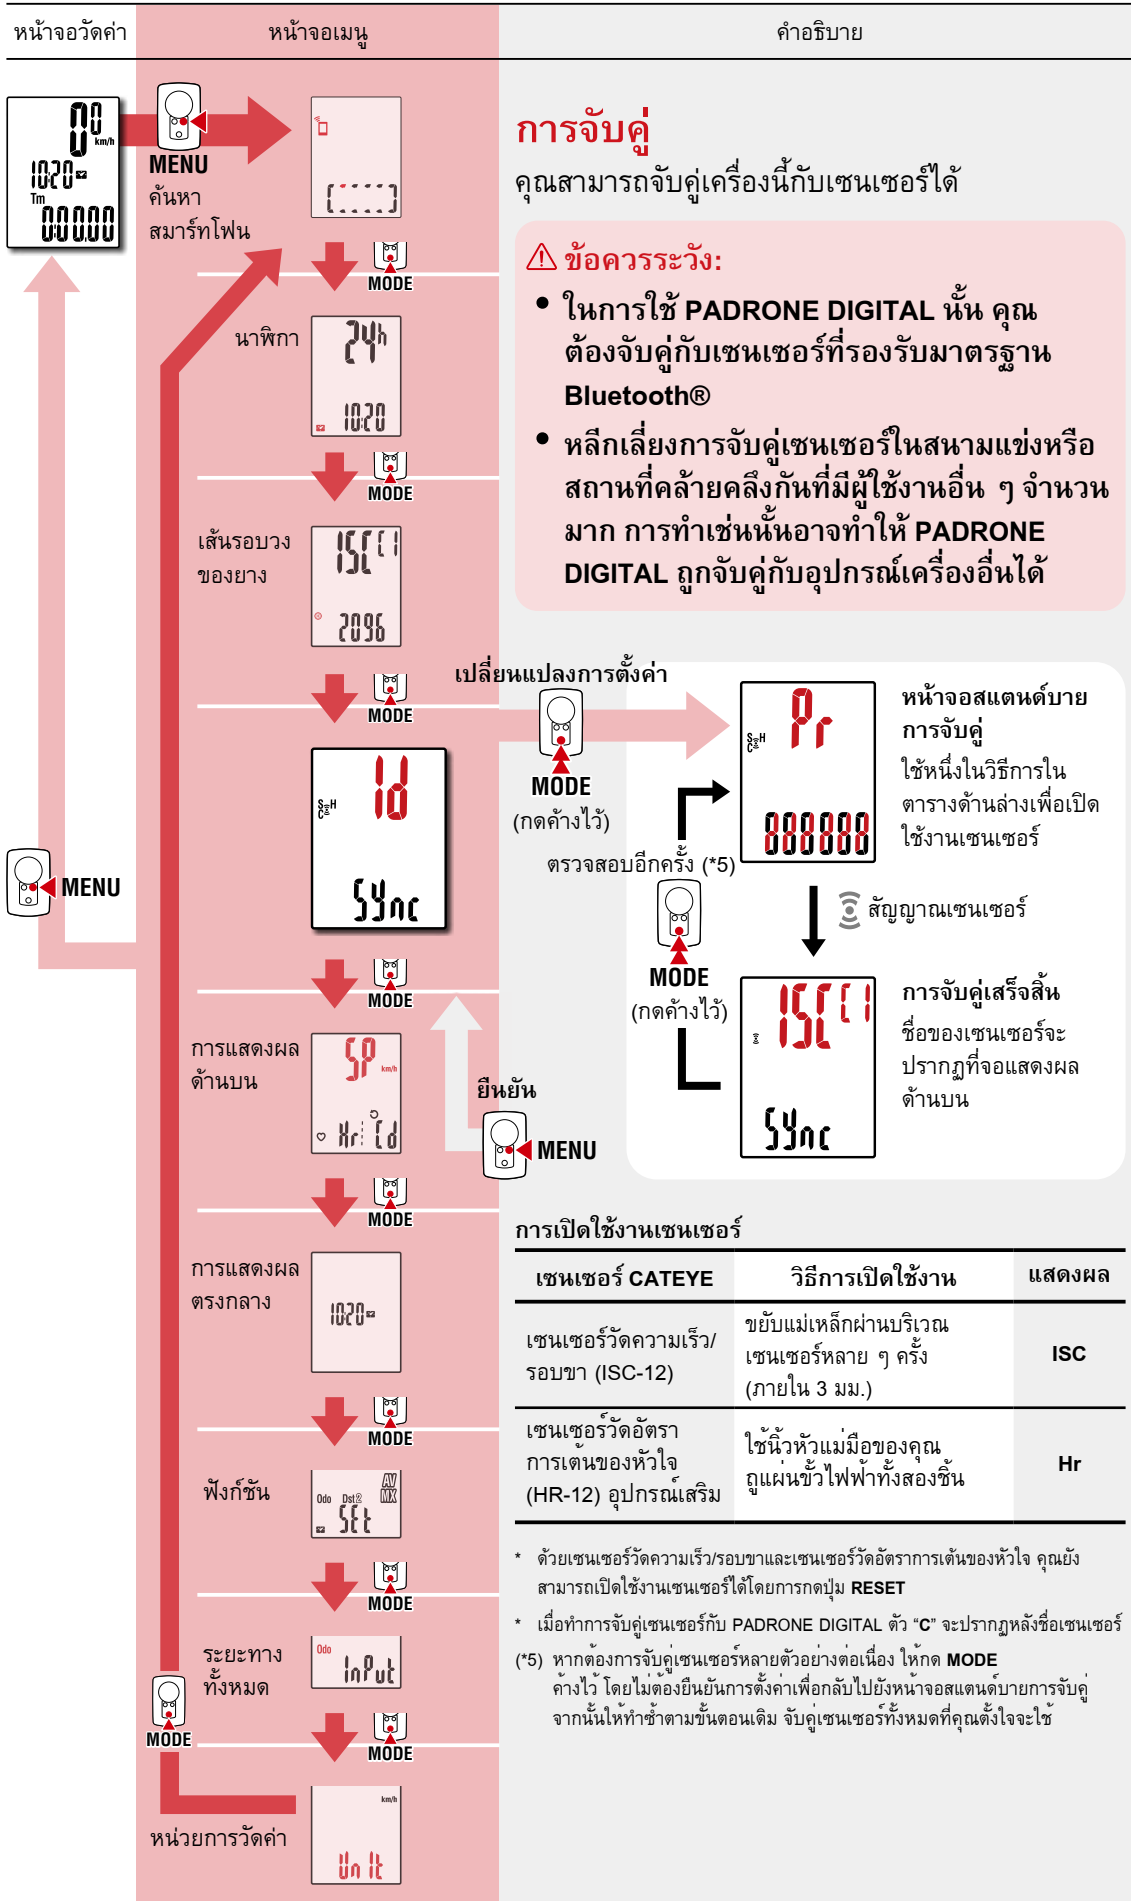 หน้าจอวัดค่า
หน้าจอเมนู
คำอธิบาย
km/h
10:20
Tm
0:00.00
MENU
ค้นหา
สมาร์ทโฟน
MODE
นาฬิกา
24h
10:20
MODE
เส้นรอบวง
ของยาง
ISC C1
2096
MODE
S H
C
Id
SYnc
MENU
MODE
การแสดงผล
ด้านบน
SP
km/h
Hr Cd
MODE
การแสดงผล
ตรงกลาง
10:20
MODE
ฟังก์ชัน
Odo Dst2 AV
MX
SEt
MODE
ระยะทาง
ทั้งหมด
Odo
InPut
MODE
MODE
หน่วยการวัดค่า
km/h
UnIt
การจับคู่
คุณสามารถจับคู่เครื่องนี้กับเซนเซอร์ได้
ข้อควรระวัง:
• ในการใช้ PADRONE DIGITAL นั้น คุณ
ต้องจับคู่กับเซนเซอร์ที่รองรับมาตรฐาน
Bluetooth®
• หลีกเลี่ยงการจับคู่เซนเซอร์ในสนามแข่งหรือ
สถานที่คล้ายคลึงกันที่มีผู้ใช้งานอื่น ๆ จำนวน
มาก การทำเช่นนั้นอาจทำให้ PADRONE
DIGITAL ถูกจับคู่กับอุปกรณ์เครื่องอื่นได้
เปลี่ยนแปลงการตั้งค่า
MODE
(กดค้างไว้)
S H
C
Pr
หน้าจอสแตนด์บาย
การจับคู่
ใช้หนึ่งในวิธีการใน
ตารางด้านล่างเพื่อเปิด
ใช้งานเซนเซอร์
ตรวจสอบอีกครั้ง (*5)
MODE
(กดค้างไว้)
สัญญาณเซนเซอร์
ISC C1
SYnc
การจับคู่เสร็จสิ้น
ชื่อของเซนเซอร์จะ
ปรากฏที่จอแสดงผล
ด้านบน
ยืนยัน
MENU
การเปิดใช้งานเซนเซอร์
เซนเซอร์ CATEYE
วิธีการเปิดใช้งาน
แสดงผล
เซนเซอร์วัดความเร็ว/
รอบขา (ISC-12)
ขยับแม่เหล็กผ่านบริเวณ
เซนเซอร์หลาย ๆ ครั้ง
(ภายใน 3 มม.)
ISC
เซนเซอร์วัดอัตรา
การเต้นของหัวใจ
(HR-12) อุปกรณ์เสริม
ใช้นิ้วหัวแม่มือของคุณ
ถูแผ่นขั้วไฟฟ้าทั้งสองชิ้น
Hr
* ด้วยเซนเซอร์วัดความเร็ว/รอบขาและเซนเซอร์วัดอัตราการเต้นของหัวใจ คุณยัง
สามารถเปิดใช้งานเซนเซอร์ได้โดยการกดปุ่ม RESET
* เมื่อทำการจับคู่เซนเซอร์กับ PADRONE DIGITAL ตัว “C” จะปรากฏหลังชื่อเซนเซอร์
(*5) หากต้องการจับคู่เซนเซอร์หลายตัวอย่างต่อเนื่อง ให้กด MODE
ค้างไว้ โดยไม่ต้องยืนยันการตั้งค่าเพื่อกลับไปยังหน้าจอสแตนด์บายการจับคู่
จากนั้นให้ทำซ้ำตามขั้นตอนเดิม จับคู่เซนเซอร์ทั้งหมดที่คุณตั้งใจจะใช้